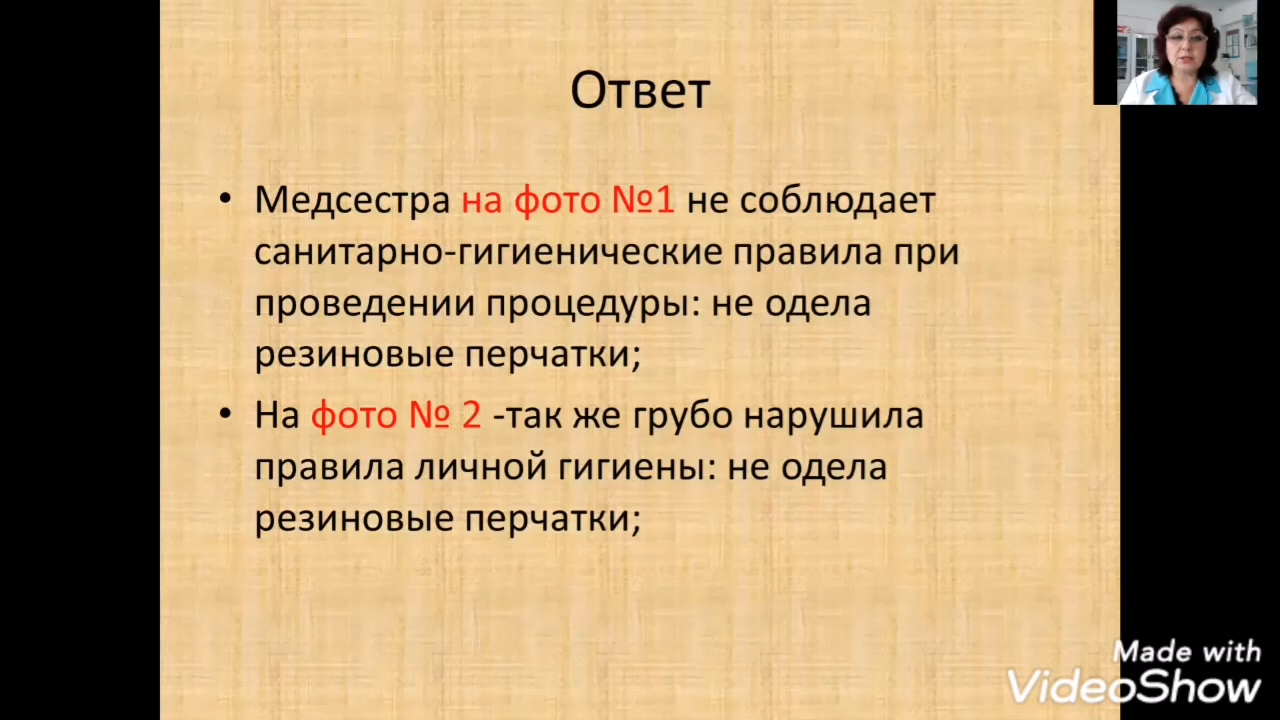 Ответ
• Медсестра на фото №1 не соблюдает
санитарно-гигиенические правила при
проведении процедуры: не одела
резиновые перчатки;
• На фото № 2 -так же грубо нарушила
правила личной гигиены: не одела
резиновые перчатки;
Made with
VideoShow